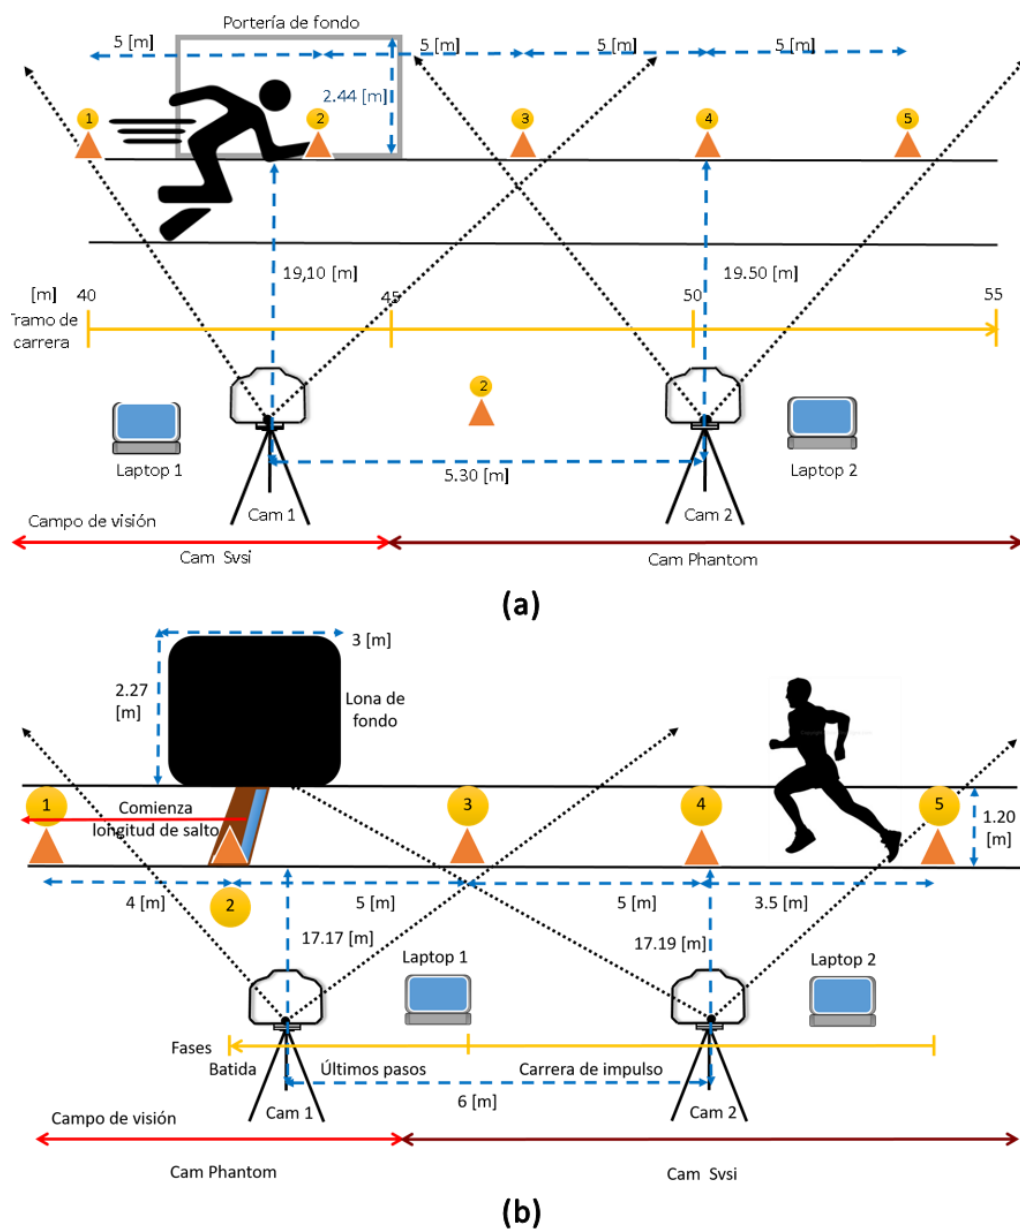 Portería de fondo
5 [m]
5 [m]
5 [m]
5 [m]
2.44 [m]
1
2
3
4
5
19,10 [m]
19.50 [m]
[m]
40
45
50
55
Tramo de
carrera
2
Laptop 1
Laptop 2
5.30 [m]
Cam 1
Cam 2
Campo de visión
Cam Svsi
Cam Phantom
(a)
3 [m]
2.27
[m]
Lona de
fondo
1
3
4
5
Comienza
longitud de salto
1.20
[m]
4 [m]
2
5 [m]
5 [m]
3.5 [m]
17.17 [m]
17.19 [m]
Laptop 1
Laptop 2
Fases
Batida
Últimos pasos
Carrera de impulso
6 [m]
Cam 1
Cam 2
Campo de visión
Cam Phantom
Cam Svsi
(b)